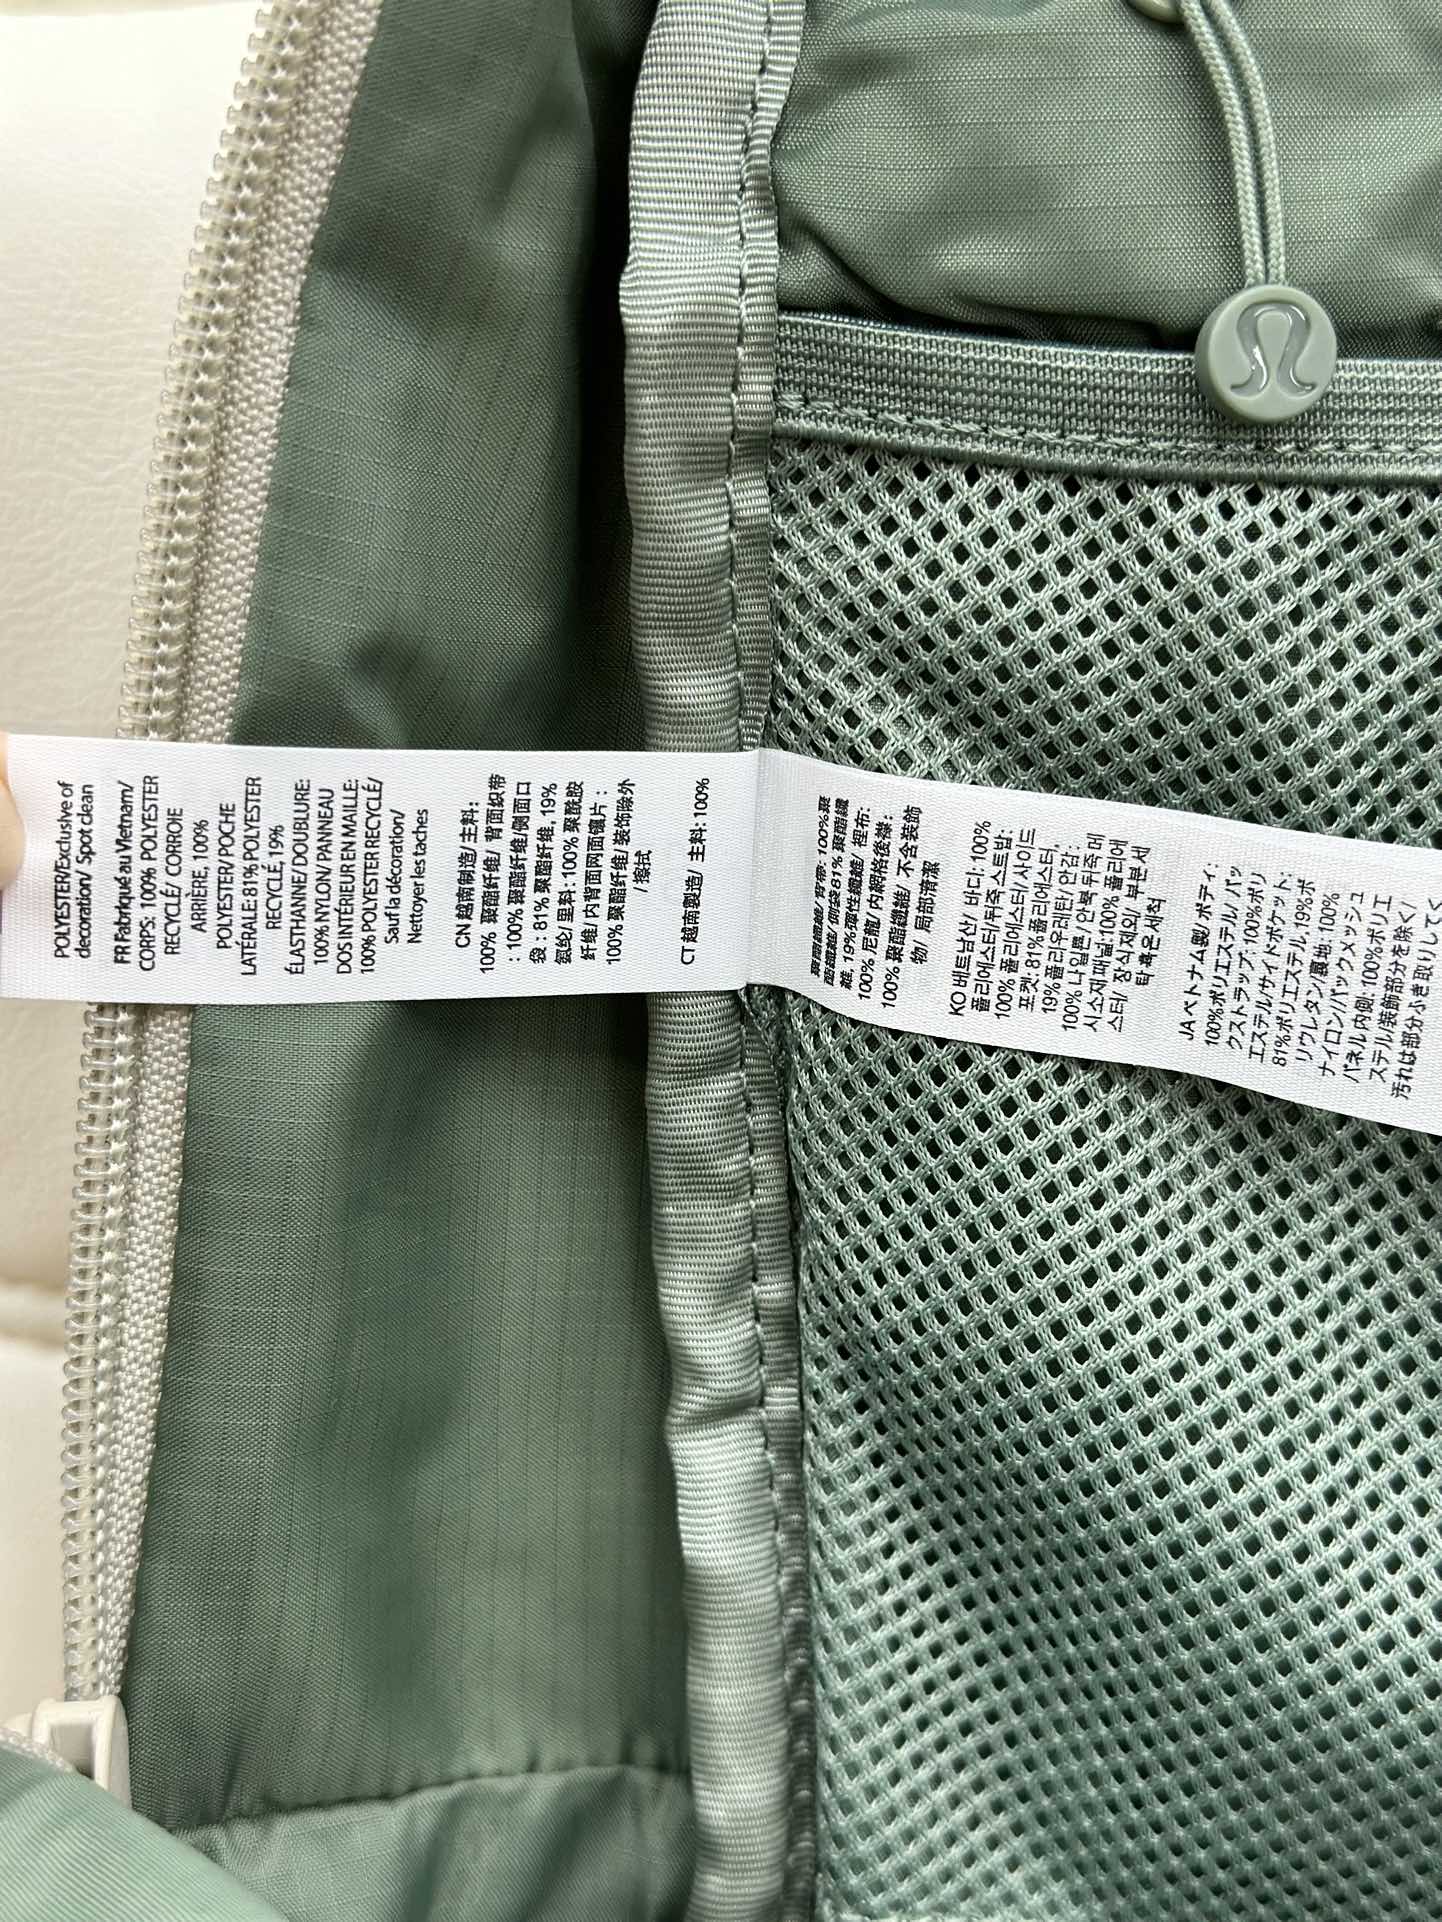 POLYESTER/Exclusive of
decoration/ Spot clean
FR Fabriqué au Vietnam/
CORPS: 100% POLYESTER
RECYCLÉ/ CORROIE
ARRIÈRE, 100%
POLYESTER/ POCHE
LATÉRALE: 81% POLYESTER
RECYCLÉ, 19%
ÉLASTHANNE/ DOUBLURE:
100% NYLON/ PANNEAU
DOS INTÉRIEUR EN MAILLE:
100% POLYESTER RECYCLÉ/
Sauf la décoration/
Nettoyer les taches
CN 越南制造/ 主料:
100% 聚酯纤维/ 背面织带
: 100% 聚酯纤维/侧面口
袋 : 81% 聚酯纤维, 19%
氨纶/ 里料: 100% 聚酰胺
纤维/ 内背面网面镶片 :
100% 聚酯纤维/ 装饰除外
/ 擦拭
CT 越南製造/ 主料: 100%
聚酯纖維/ 背帶: 100% 聚
酯纖維/ 側袋 81% 聚酯纖
維, 19% 彈性纖維/ 裡布:
100% 尼龍/ 內網格後襟:
100% 聚酯纖維/ 不含装飾
物/ 局部清潔
KO 베트남산/ 바디: 100%
폴리에스터/뒤쪽 스트랩:
100% 폴리에스터/ 사이드
포켓: 81% 폴리에스터,
19%폴리우레탄/ 안감 :
100% 나일론 / 안쪽 뒤쪽 메
시소재패널:100% 폴리에
스터/ 장식 제외/ 부분 세
탁 혹은 세척
JA ベトナム製 ボディ :
100%ポリエステル/ バッ
クストラップ: 100%ポリ
エステル/サイドポケット:
81%ポリエステル, 19%ポ
リウレタン/裏地: 100%
ナイロン/バックメッシュ
パネル 内側: 100%ポリエ
ステル/装飾部分を除く/
汚れは部分ふき取りしてく